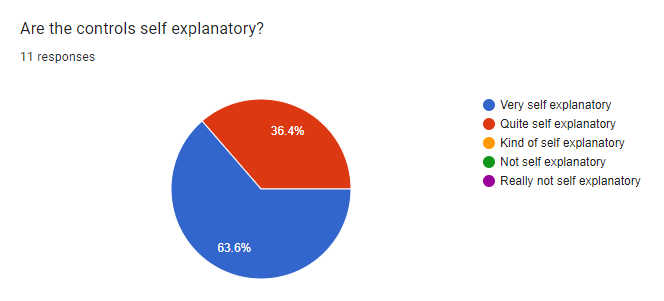 Are the controls self explanatory?
11 responses
36.4%
63.6%
Very self explanatory
Quite self explanatory
Kind of self explanatory
Not self explanatory
Really not self explanatory